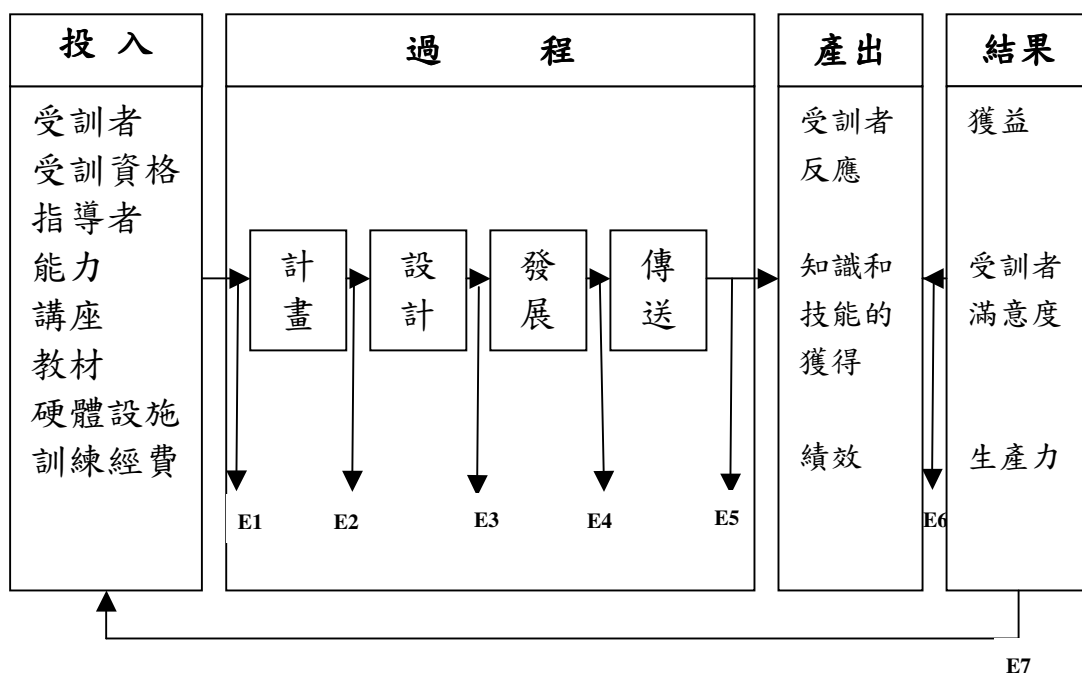 投入
受訓者
受訓資格
指導者
能力
講座
教材
硬體設施
訓練經費
過程
計
畫
設
計
發
展
傳
送
E1
E2
E3
E4
E5
產出
受訓者
反應
知識和
技能的
獲得
績效
E6
結果
獲益
受訓者
滿意度
生產力
E7